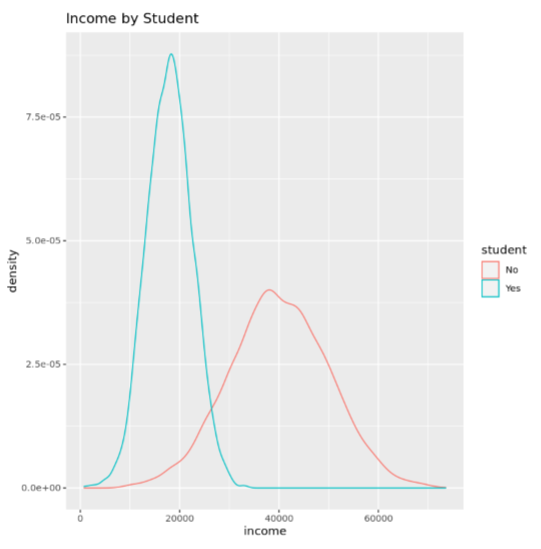 Income by Student
density
7.5e-05
5.0e-05
2.5e-05
0.0e+00
0 20000 40000 60000
income
student
No
Yes